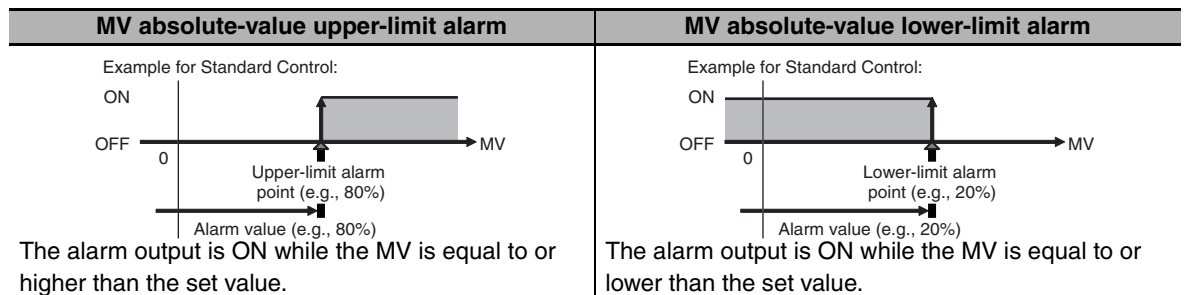 MV absolute-value upper-limit alarm
Example for Standard Control:
ON
OFF
MV
0
Upper-limit alarm
point (e.g., 80%)
Alarm value (e.g., 80%)
The alarm output is ON while the MV is equal to or
higher than the set value.
MV absolute-value lower-limit alarm
Example for Standard Control:
ON
OFF
MV
0
Lower-limit alarm
point (e.g., 20%)
Alarm value (e.g., 20%)
The alarm output is ON while the MV is equal to or
lower than the set value.